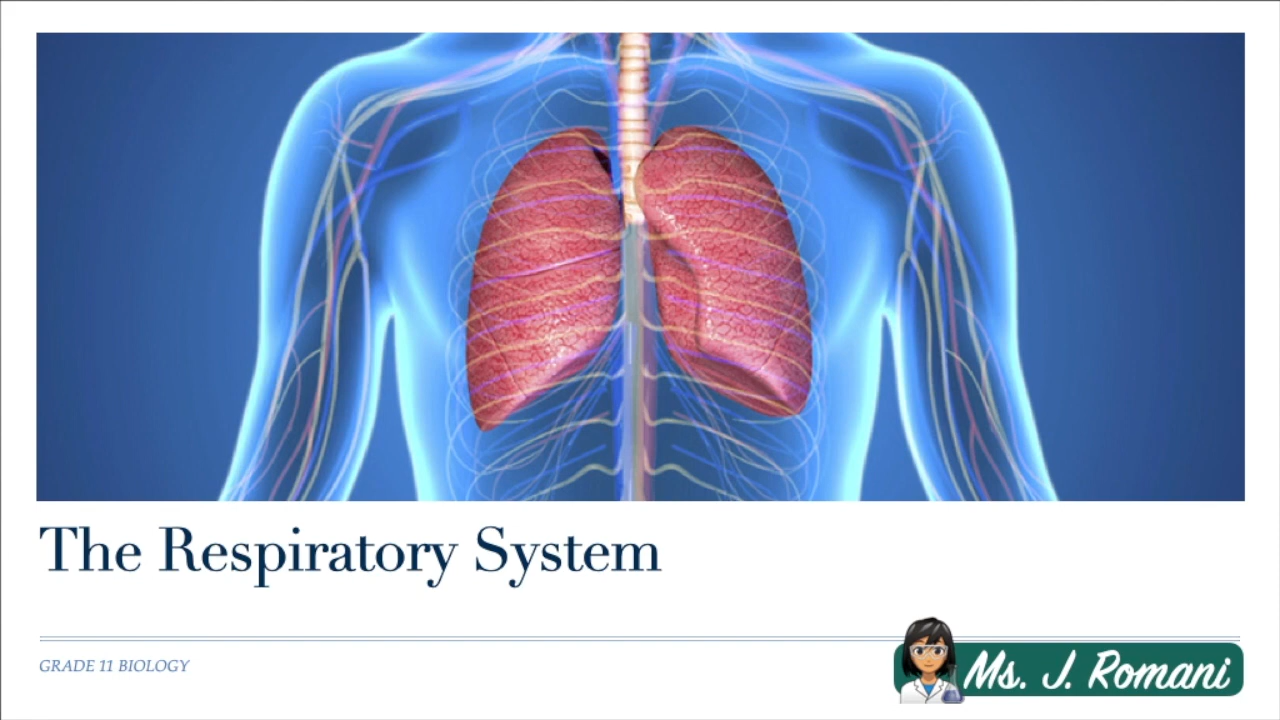 The Respiratory System
GRADE 11 BIOLOGY
Ms. J. Romani